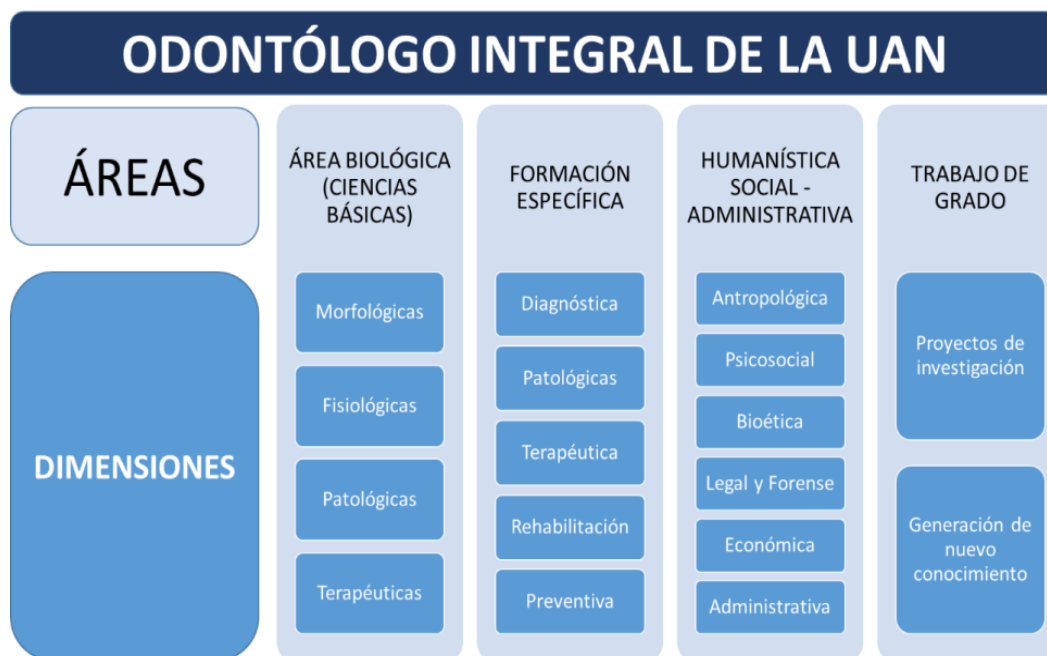 ODONTÓLOGO INTEGRAL DE LA UAN
ÁREAS
ÁREA BIOLÓGICA
(CIENCIAS
BÁSICAS)
FORMACIÓN
ESPECÍFICA
HUMANÍSTICA
SOCIAL -
ADMINISTRATIVA
TRABAJO DE
GRADO
DIMENSIONES
Morfológicas
Fisiológicas
Patológicas
Terapéuticas
Diagnóstica
Patológicas
Terapéutica
Rehabilitación
Preventiva
Antropológica
Psicosocial
Bioética
Legal y Forense
Económica
Administrativa
Proyectos de
investigación
Generación de
nuevo
conocimiento